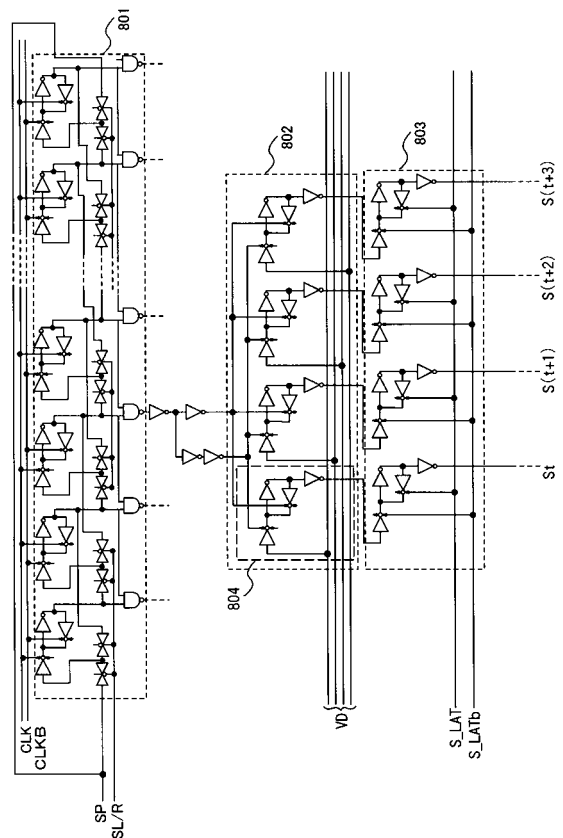 801
802
803
804
CLK
CLKB
SP
SL/R
VD
S_LAT
S_LATb
St
S(t+1)
S(t+2)
S(t+3)